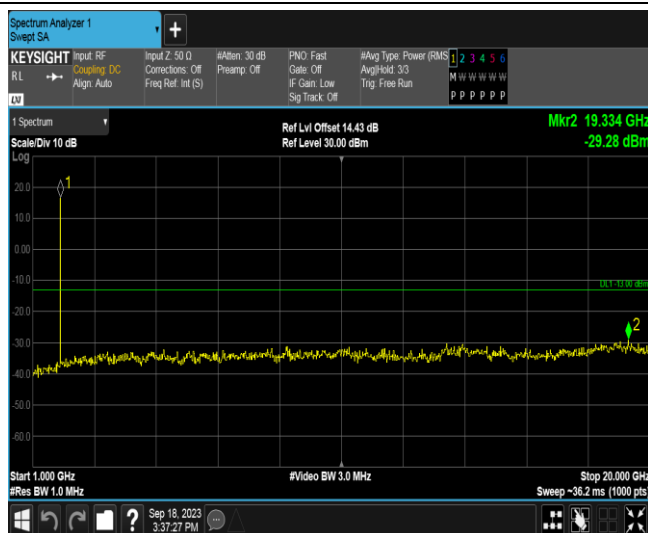 Spectrum Analyzer 1
Swept SA
+
KEYSIGHT Input: RF Input Z: 50 Ω #Atten: 30 dB PNO: Fast #Avg Type: Power (RMS 1 2 3 4 5 6
RL Coupling: DC Corrections: Off Preamp: Off Gate: Off Avg|Hold: 3/3 M W W W W W
Align: Auto Freq Ref: Int (S) IF Gain: Low Trig: Free Run
Sig Track: Off P P P P P P
LXI
1 Spectrum Ref Lvl Offset 14.43 dB Mkr2 19.334 GHz
Scale/Div 10 dB Ref Level 30.00 dBm -29.28 dBm
Log
1
20.0
10.0
0.00
-10.0
DL1 -13.00 dBm
-20.0
2
-30.0
-40.0
-50.0
-60.0
Start 1.000 GHz #Video BW 3.0 MHz Stop 20.000 GHz
#Res BW 1.0 MHz Sweep ~36.2 ms (1000 pts)
? Sep 18, 2023
3:37:27 PM